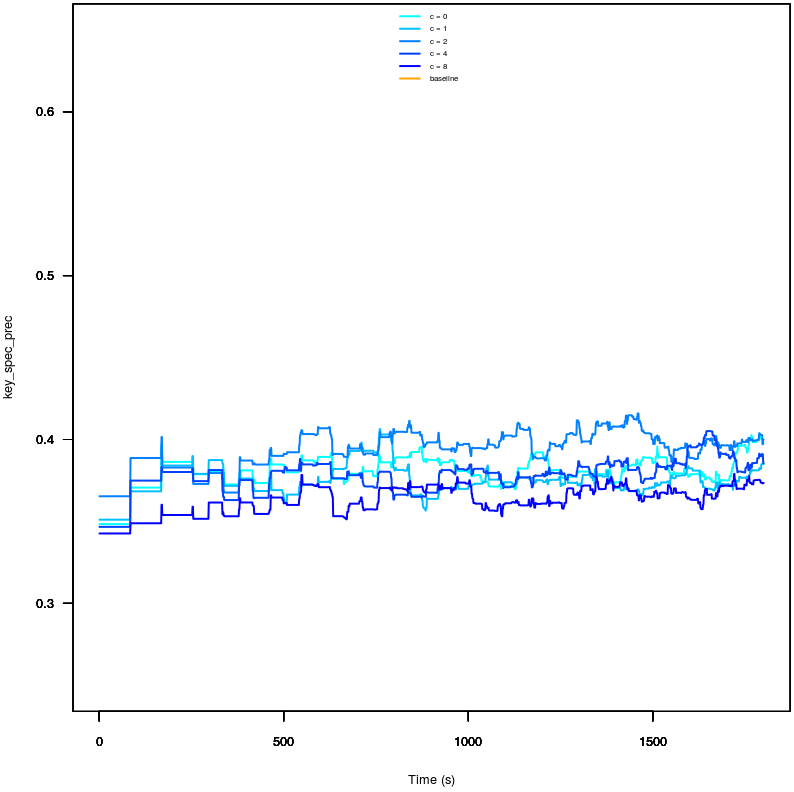 c = 0
c = 1
c = 2
c = 4
c = 8
baseline
0.6
0.5
0.4
0.3
key_spec_prec
0 500 1000 1500
Time (s)